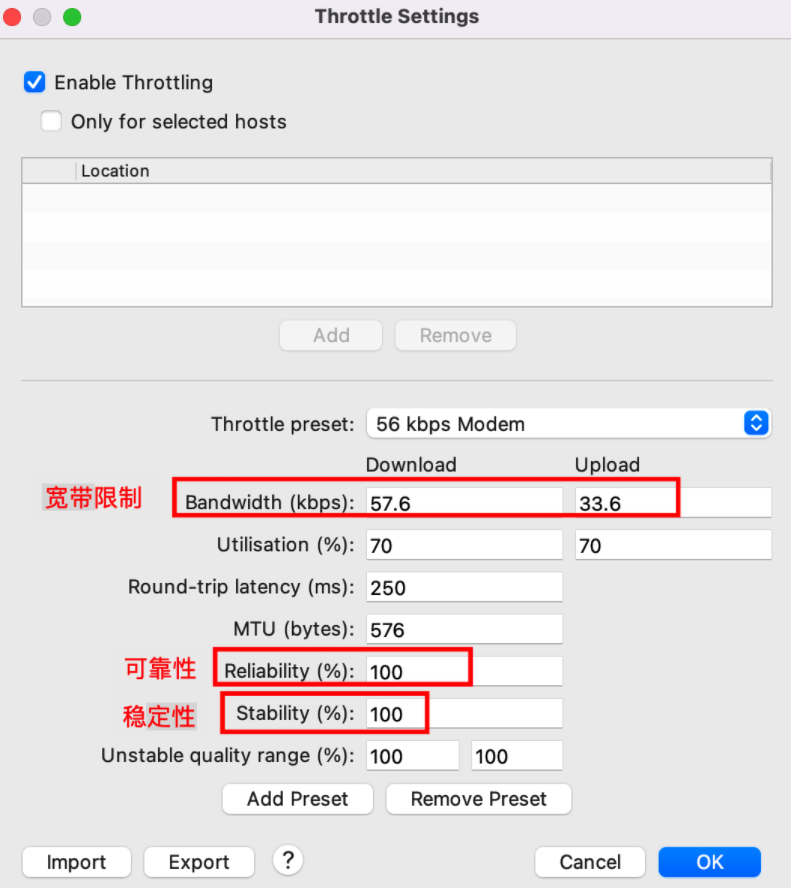 Throttle Settings
Enable Throttling
Only for selected hosts
Location
Add Remove
Throttle preset: 56 kbps Modem
Download Upload
宽带限制 Bandwidth (kbps): 57.6 33.6
Utilisation (%): 70 70
Round-trip latency (ms): 250
MTU (bytes): 576
可靠性 Reliability (%): 100
稳定性 Stability (%): 100
Unstable quality range (%): 100 100
Add Preset Remove Preset
Import Export ? Cancel OK